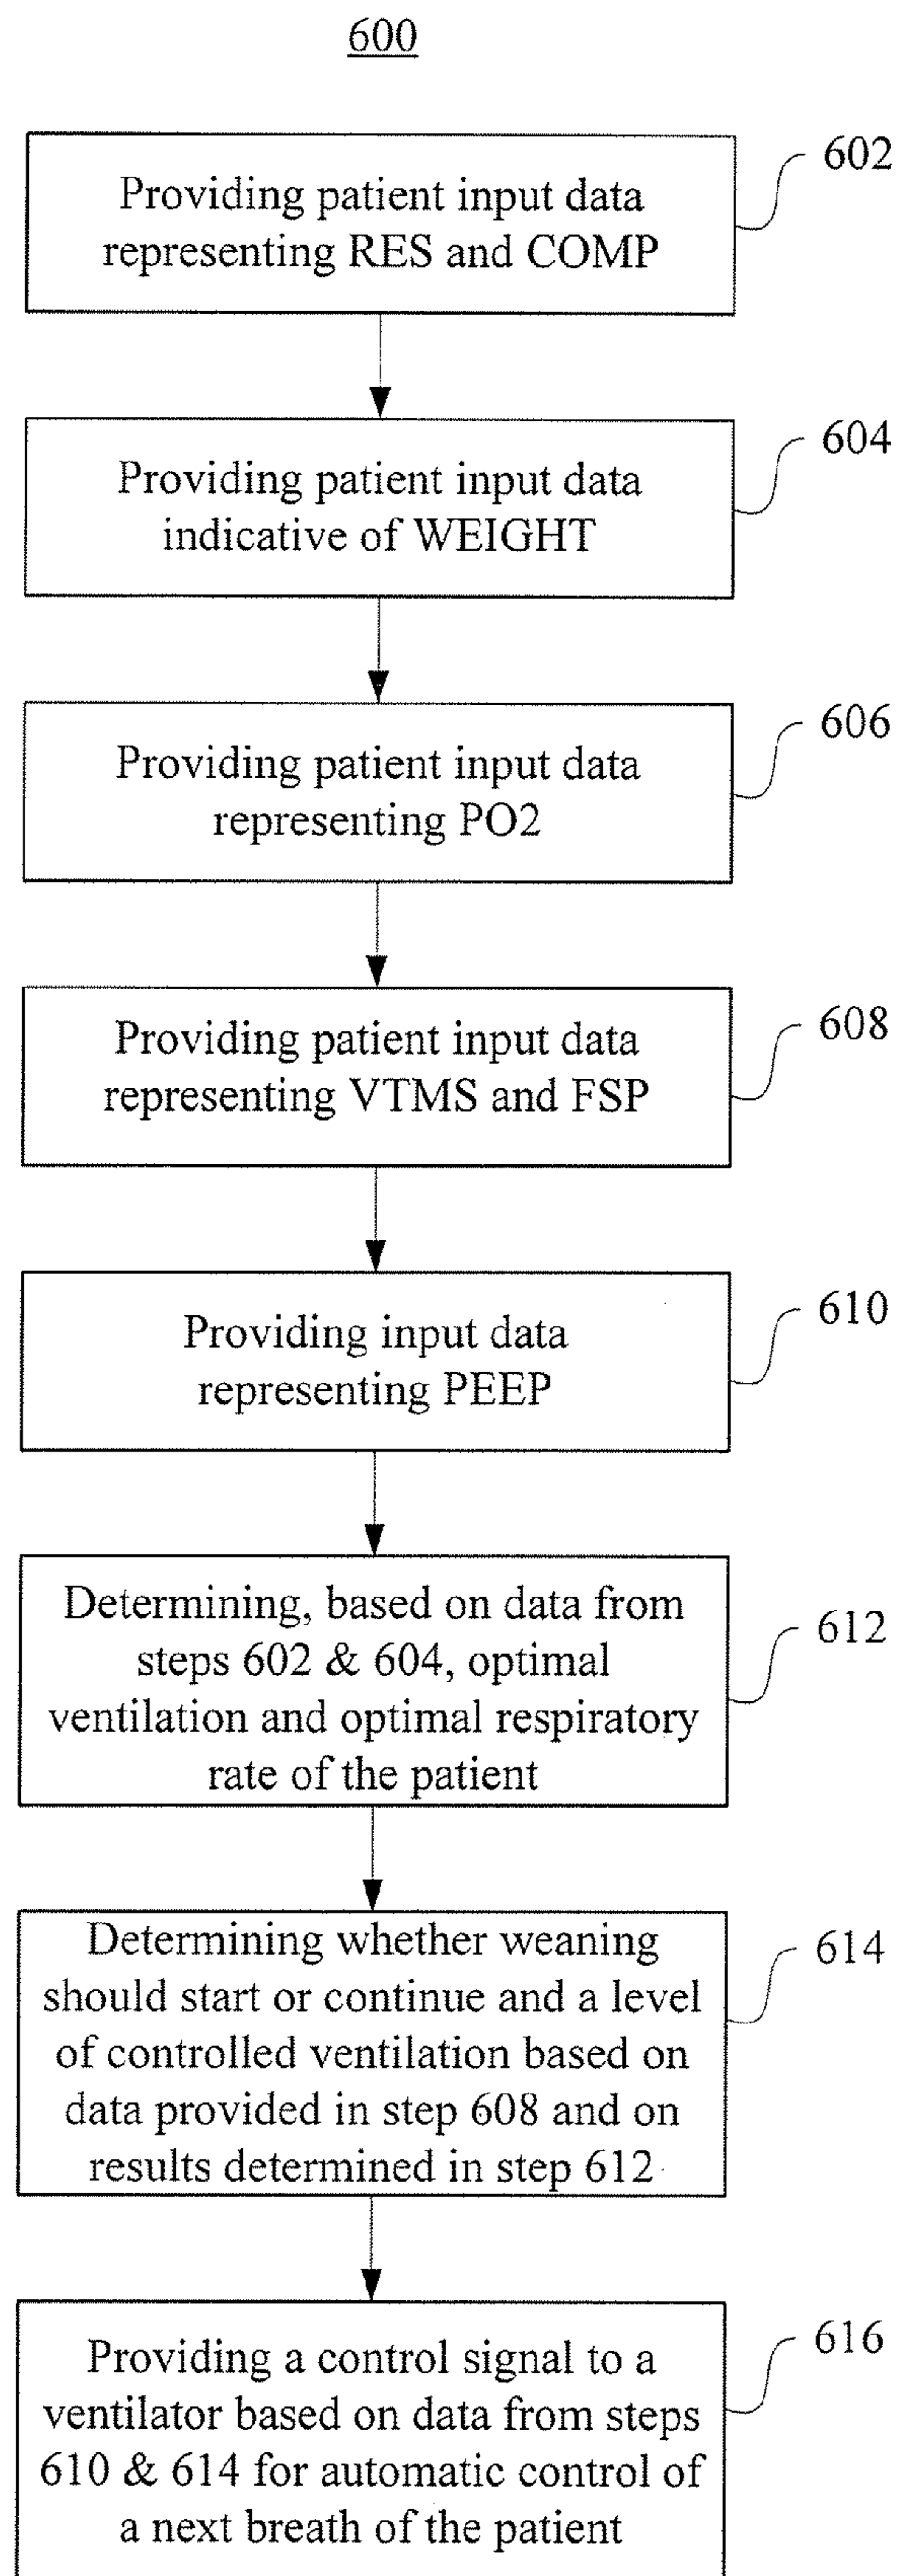 600
Providing patient input data
representing RES and COMP
602
Providing patient input data
indicative of WEIGHT
604
Providing patient input data
representing PO2
606
Providing patient input data
representing VTMS and FSP
608
Providing input data
representing PEEP
610
Determining, based on data from
steps 602 & 604, optimal
ventilation and optimal respiratory
rate of the patient
612
Determining whether weaning
should start or continue and a level
of controlled ventilation based on
data provided in step 608 and on
results determined in step 612
614
Providing a control signal to a
ventilator based on data from steps
610 & 614 for automatic control of
a next breath of the patient
616